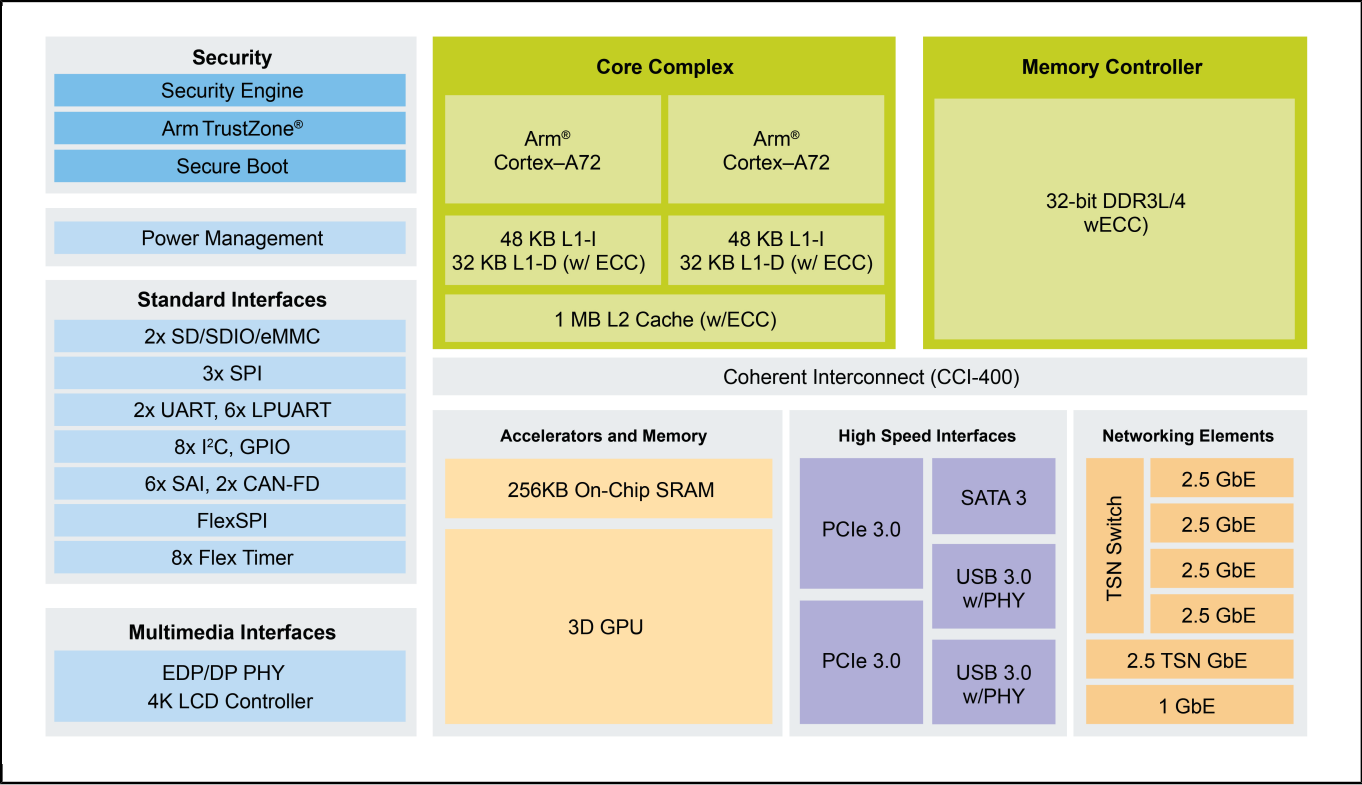 Security
Security Engine
Arm TrustZone®
Secure Boot
Power Management
Standard Interfaces
2x SD/SDIO/eMMC
3x SPI
2x UART, 6x LPUART
8x I²C, GPIO
6x SAI, 2x CAN-FD
FlexSPI
8x Flex Timer
Multimedia Interfaces
EDP/DP PHY
4K LCD Controller
Core Complex
Arm®
Cortex–A72
Arm®
Cortex–A72
48 KB L1-I
32 KB L1-D (w/ ECC)
48 KB L1-I
32 KB L1-D (w/ ECC)
1 MB L2 Cache (w/ECC)
Memory Controller
32-bit DDR3L/4
wECC)
Coherent Interconnect (CCI-400)
Accelerators and Memory
256KB On-Chip SRAM
3D GPU
High Speed Interfaces
PCIe 3.0
PCIe 3.0
SATA 3
USB 3.0
w/PHY
USB 3.0
w/PHY
Networking Elements
TSN Switch
2.5 GbE
2.5 GbE
2.5 GbE
2.5 GbE
2.5 TSN GbE
1 GbE